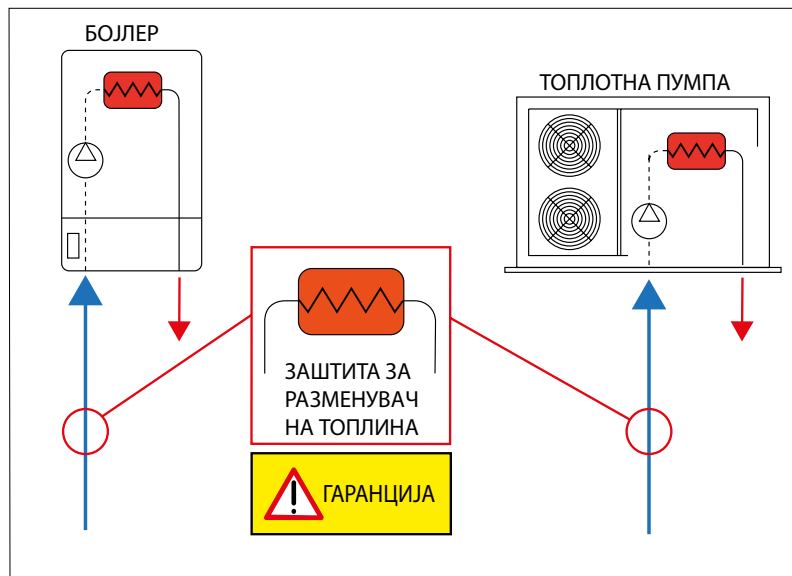 БОЈЛЕР
ТОПЛОТНА ПУМПА
ЗАШТИТА ЗА
РАЗМЕНУВАЧ
НА ТОПЛИНА
ГАРАНЦИЈА